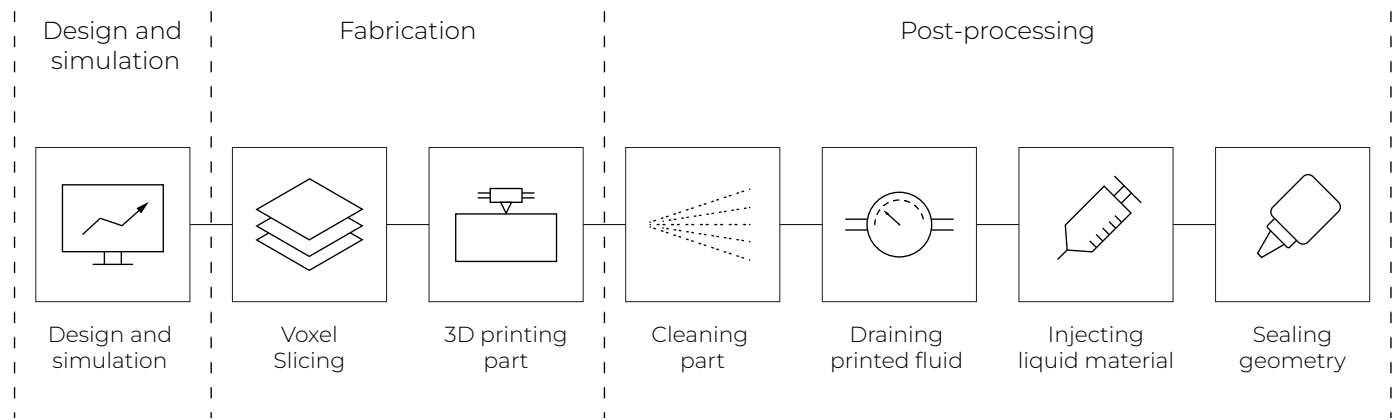 Design and
simulation
Fabrication
Post-processing
Design and
simulation
Voxel
Slicing
3D printing
part
Cleaning
part
Draining
printed fluid
Injecting
liquid material
Sealing
geometry